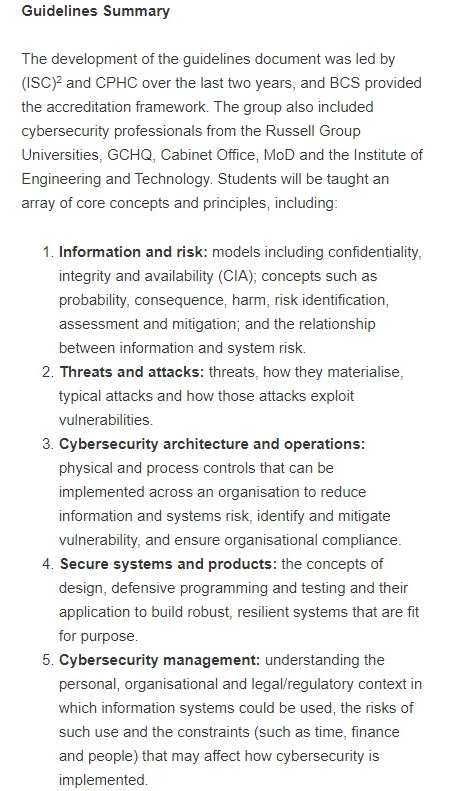 Guidelines Summary
The development of the guidelines document was led by
(ISC)² and CPHC over the last two years, and BCS provided
the accreditation framework. The group also included
cybersecurity professionals from the Russell Group
Universities, GCHQ, Cabinet Office, MoD and the Institute of
Engineering and Technology. Students will be taught an
array of core concepts and principles, including:
1. Information and risk: models including confidentiality,
integrity and availability (CIA); concepts such as
probability, consequence, harm, risk identification,
assessment and mitigation; and the relationship
between information and system risk.
2. Threats and attacks: threats, how they materialise,
typical attacks and how those attacks exploit
vulnerabilities.
3. Cybersecurity architecture and operations:
physical and process controls that can be
implemented across an organisation to reduce
information and systems risk, identify and mitigate
vulnerability, and ensure organisational compliance.
4. Secure systems and products: the concepts of
design, defensive programming and testing and their
application to build robust, resilient systems that are fit
for purpose.
5. Cybersecurity management: understanding the
personal, organisational and legal/regulatory context in
which information systems could be used, the risks of
such use and the constraints (such as time, finance
and people) that may affect how cybersecurity is
implemented.